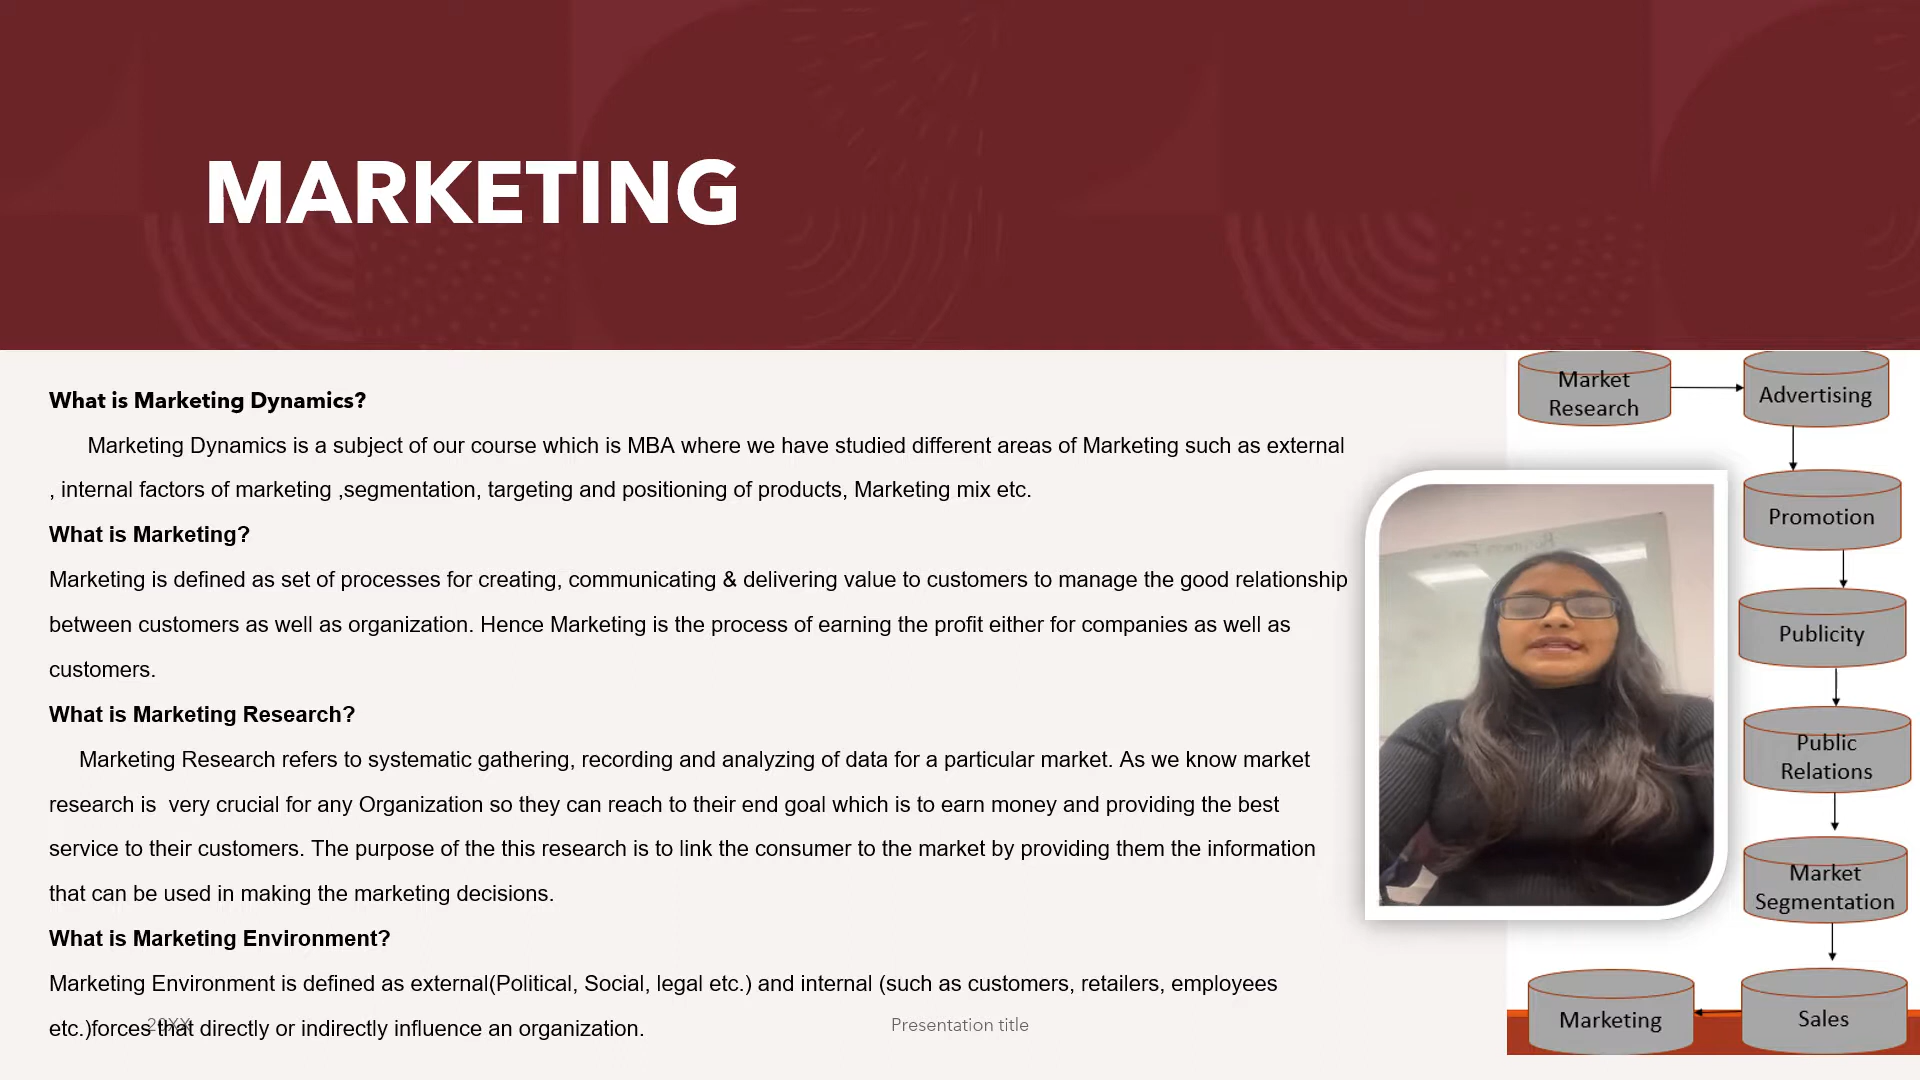 MARKETING
What is Marketing Dynamics?
Marketing Dynamics is a subject of our course which is MBA where we have studied different areas of Marketing such as external
, internal factors of marketing ,segmentation, targeting and positioning of products, Marketing mix etc.
What is Marketing?
Marketing is defined as set of processes for creating, communicating & delivering value to customers to manage the good relationship
between customers as well as organization. Hence Marketing is the process of earning the profit either for companies as well as
customers.
What is Marketing Research?
Marketing Research refers to systematic gathering, recording and analyzing of data for a particular market. As we know market
research is  very crucial for any Organization so they can reach to their end goal which is to earn money and providing the best
service to their customers. The purpose of the this research is to link the consumer to the market by providing them the information
that can be used in making the marketing decisions.
What is Marketing Environment?
Marketing Environment is defined as external(Political, Social, legal etc.) and internal (such as customers, retailers, employees
etc.)forces that directly or indirectly influence an organization.
20XX
Presentation title
Market
Research
Advertising
Promotion
Publicity
Public
Relations
Market
Segmentation
Sales
Marketing